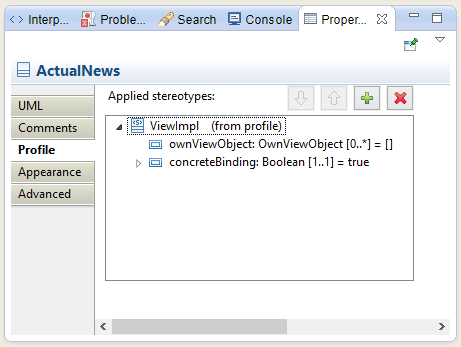 <> Interp... Proble... Search Console Proper...
ActualNews
Applied stereotypes:
UML
Comments
Profile
Appearance
Advanced
ViewImpl (from profile)
ownViewObject: OwnViewObject [0..*] = []
concreteBinding: Boolean [1..1] = true